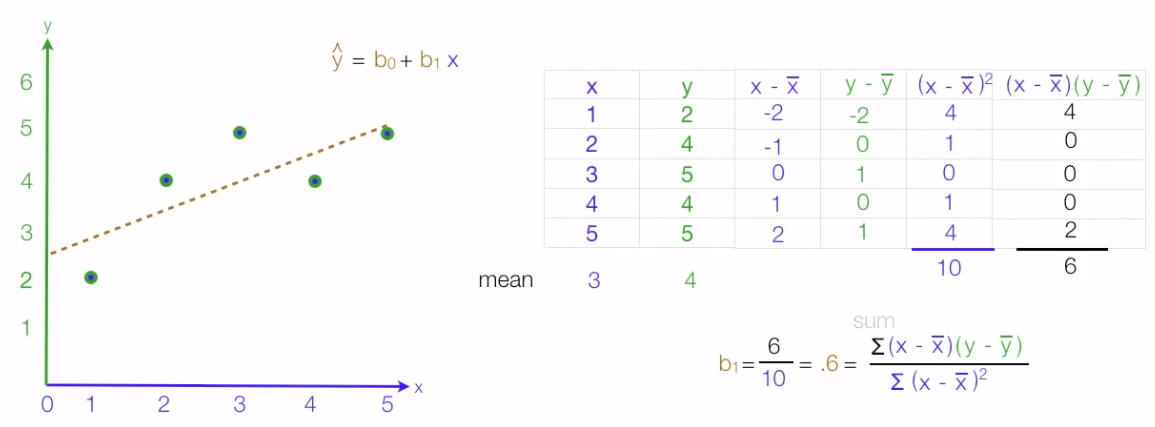 y
6
5
4
3
2
1
0 1 2 3 4 5 x
ŷ = b₀ + b₁ x
x y x - x̅ y - y̅ (x - x̅)² (x - x̅)(y - y̅)
1 2 -2 -2 4 4
2 4 -1 0 1 0
3 5 0 1 0 0
4 4 1 0 1 0
5 5 2 1 4 2
10 6
mean 3 4
sum
b₁ = 6/10 = .6 = Σ (x - x̅)(y - y̅) / Σ (x - x̅)²